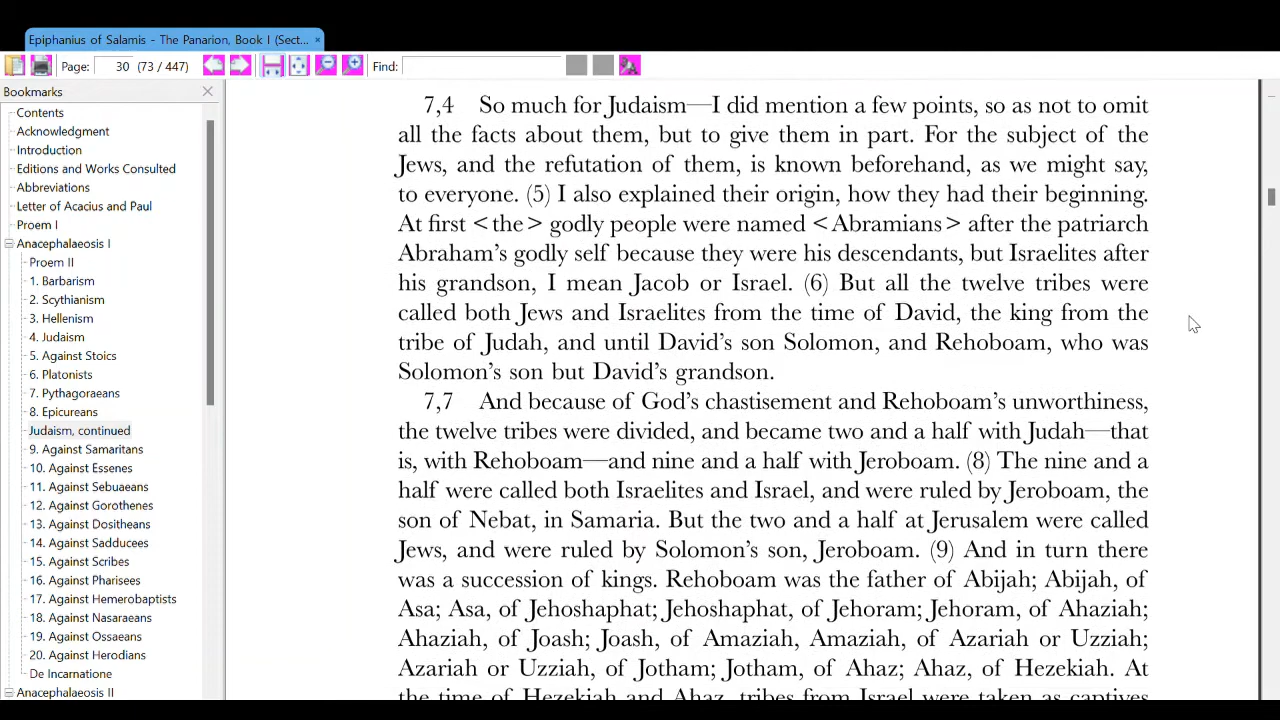 Epiphanius of Salamis - The Panarion, Book I (Sect... ×
Page: 30 (73 / 447) Find:
Bookmarks
Contents
Acknowledgment
Introduction
Editions and Works Consulted
Abbreviations
Letter of Acacius and Paul
Proem I
Anacephalaeosis I
Proem II
1. Barbarism
2. Scythianism
3. Hellenism
4. Judaism
5. Against Stoics
6. Platonists
7. Pythagoraeans
8. Epicureans
Judaism, continued
9. Against Samaritans
10. Against Essenes
11. Against Sebuaeans
12. Against Gorothenes
13. Against Dositheans
14. Against Sadducees
15. Against Scribes
16. Against Pharisees
17. Against Hemerobaptists
18. Against Nasaraeans
19. Against Ossaeans
20. Against Herodians
De Incarnatione
Anacephalaeosis II
7,4 So much for Judaism—I did mention a few points, so as not to omit
all the facts about them, but to give them in part. For the subject of the
Jews, and the refutation of them, is known beforehand, as we might say,
to everyone. (5) I also explained their origin, how they had their beginning.
At first <the> godly people were named <Abramians> after the patriarch
Abraham's godly self because they were his descendants, but Israelites after
his grandson, I mean Jacob or Israel. (6) But all the twelve tribes were
called both Jews and Israelites from the time of David, the king from the
tribe of Judah, and until David's son Solomon, and Rehoboam, who was
Solomon's son but David's grandson.
7,7 And because of God's chastisement and Rehoboam's unworthiness,
the twelve tribes were divided, and became two and a half with Judah—that
is, with Rehoboam—and nine and a half with Jeroboam. (8) The nine and a
half were called both Israelites and Israel, and were ruled by Jeroboam, the
son of Nebat, in Samaria. But the two and a half at Jerusalem were called
Jews, and were ruled by Solomon's son, Jeroboam. (9) And in turn there
was a succession of kings. Rehoboam was the father of Abijah; Abijah, of
Asa; Asa, of Jehoshaphat; Jehoshaphat, of Jehoram; Jehoram, of Ahaziah;
Ahaziah, of Joash; Joash, of Amaziah, Amaziah, of Azariah or Uzziah;
Azariah or Uzziah, of Jotham; Jotham, of Ahaz; Ahaz, of Hezekiah. At
the time of Hezekiah and Ahaz, tribes from Israel were taken as captives